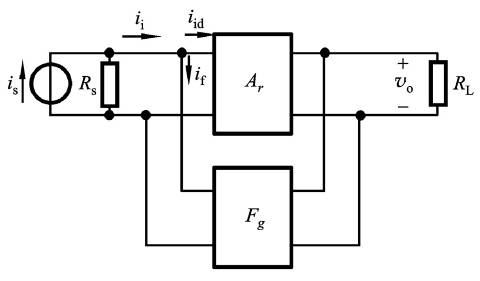 i_i
i_id
i_s
R_s
i_f
A_r
+
v_o
−
R_L
F_g